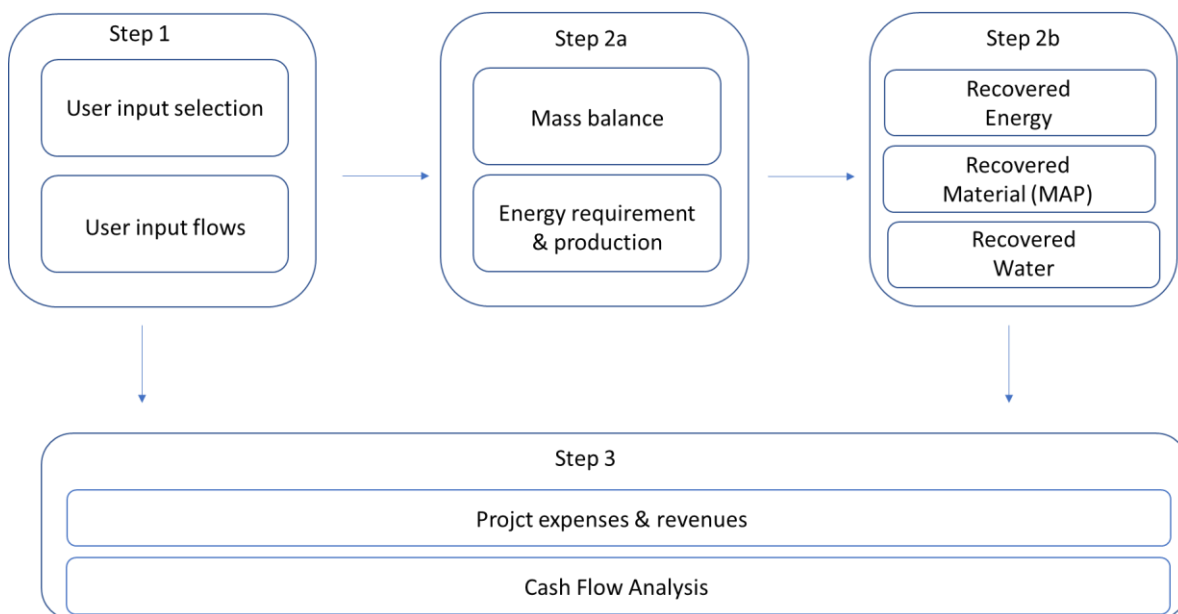 Step 1
User input selection
User input flows
Step 2a
Mass balance
Energy requirement
& production
Step 2b
Recovered
Energy
Recovered
Material (MAP)
Recovered
Water
Step 3
Projct expenses & revenues
Cash Flow Analysis